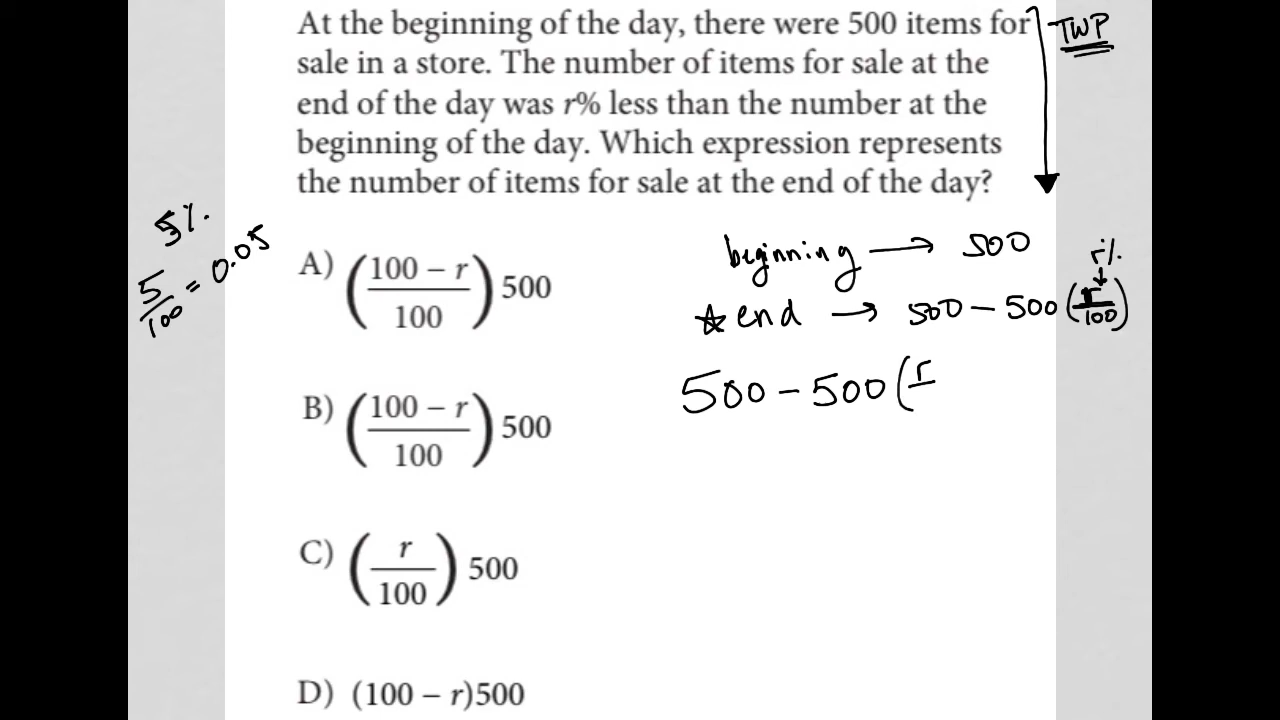 At the beginning of the day, there were 500 items for
sale in a store. The number of items for sale at the
end of the day was r% less than the number at the
beginning of the day. Which expression represents
the number of items for sale at the end of the day?
TWP
5%
5/100 = 0.05
A) ((100 − r)/100) 500
B) ((100 − r)/100) 500
C) (r/100) 500
D) (100 − r)500
beginning → 500
r%
↓
☆ end → 500 − 500 (r/100)
500 − 500 (r